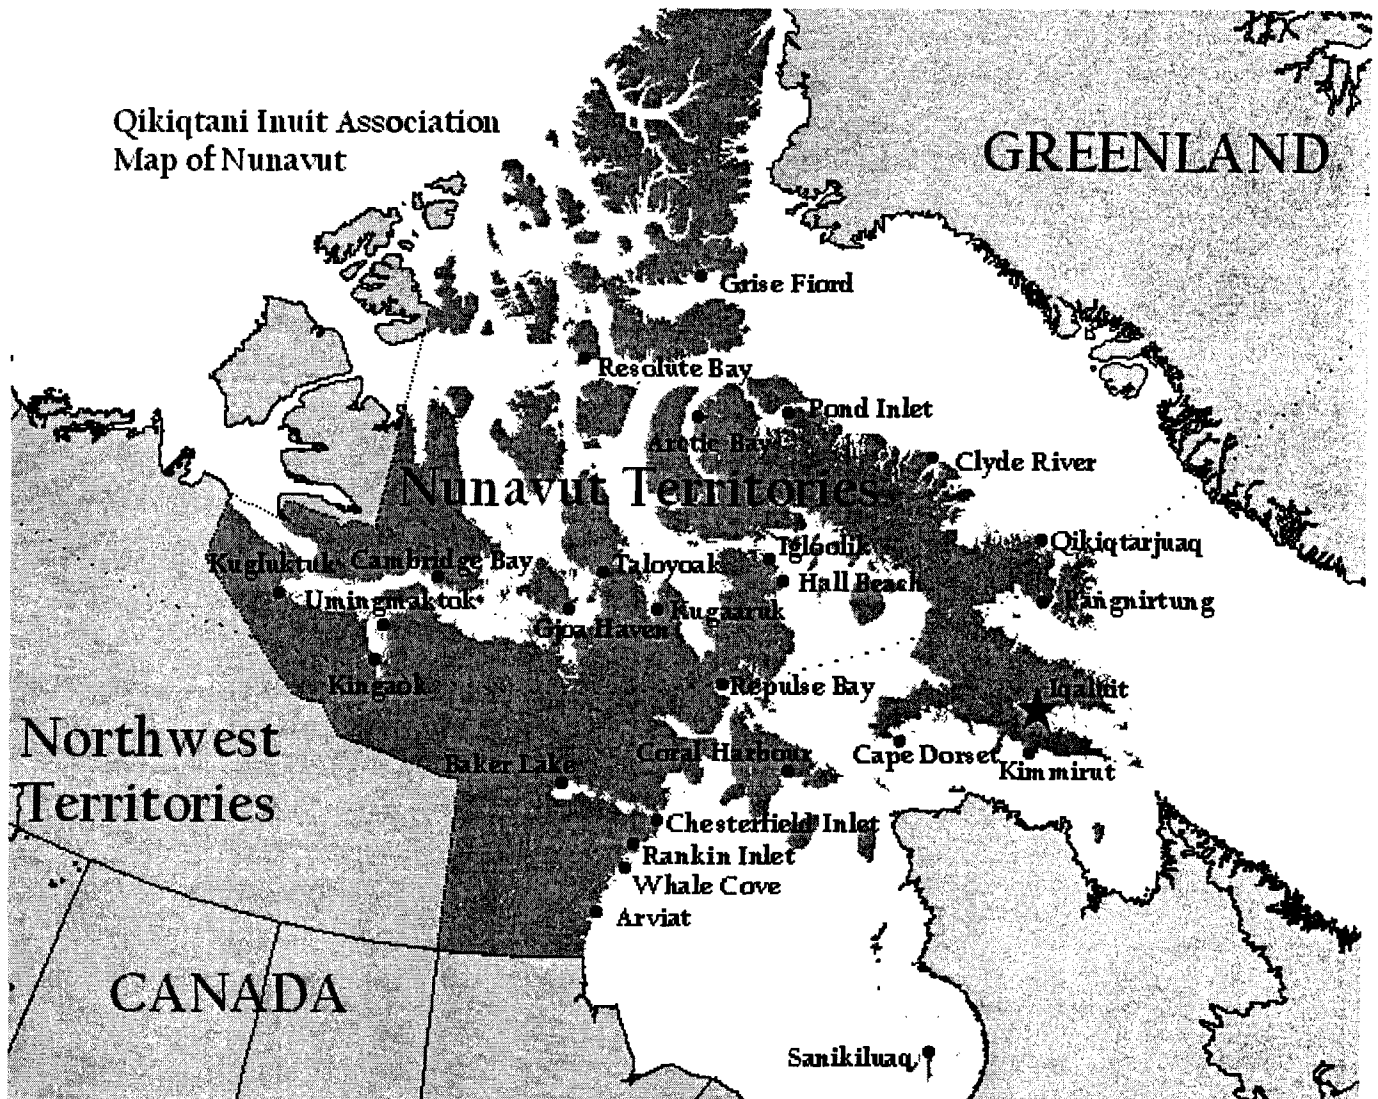 Qikiqtani Inuit Association
Map of Nunavut
GREENLAND
Grise Fiord
Resolute Bay
Pond Inlet
Arctic Bay
Clyde River
Nunavut Territories
Qikiqtarjuaq
Igloolik
Kugluktuk
Cambridge Bay
Taloyoak
Hall Beach
Umingmaktok
Kugaaruk
Pangnirtung
Gjoa Haven
Kingaok
Repulse Bay
Iqaluit
Northwest
Territories
Coral Harbour
Cape Dorset
Baker Lake
Kimmirut
Chesterfield Inlet
Rankin Inlet
Whale Cove
Arviat
CANADA
Sanikiluaq